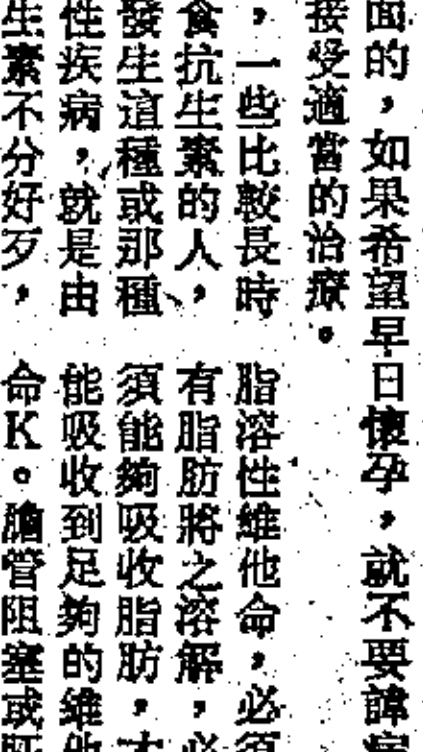 面的，如果希望早日懷孕，就不要諱
接受適當的治療。
，一些比較長時
食抗生素的人，
發生這種或那種
性疾病，就是由
生素不分好歹，
脂溶性維他命，必須
有脂肪將之溶解，必
須能夠吸收脂肪，才
能吸收到足夠的維他
命K。膽管阻塞或